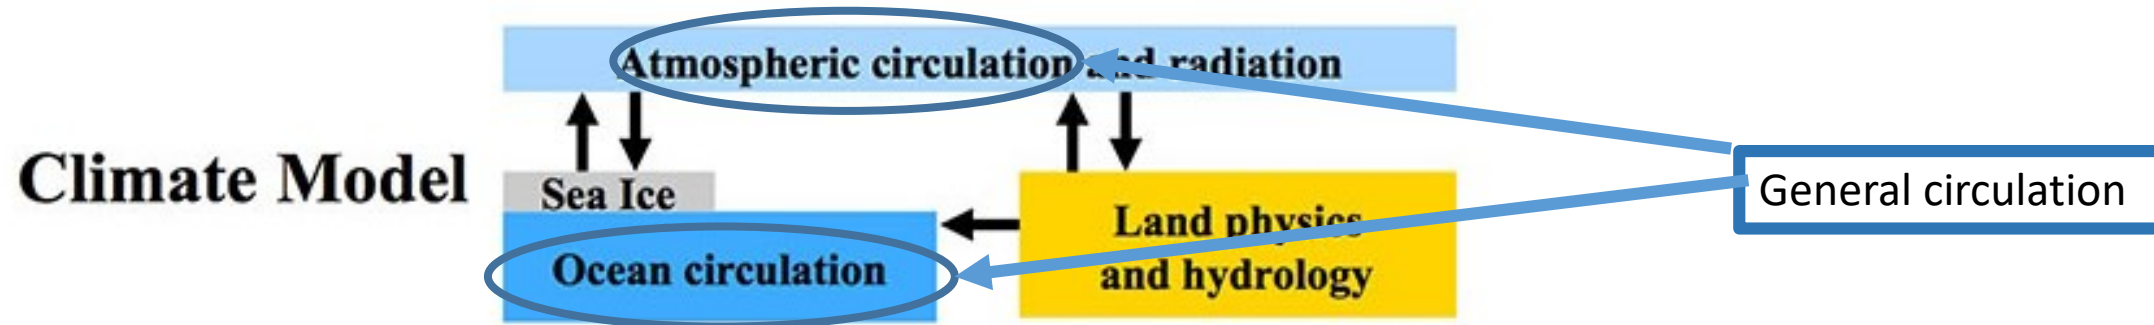 Atmospheric circulation and radiation
Climate Model
Sea Ice
Ocean circulation
Land physics
and hydrology
General circulation